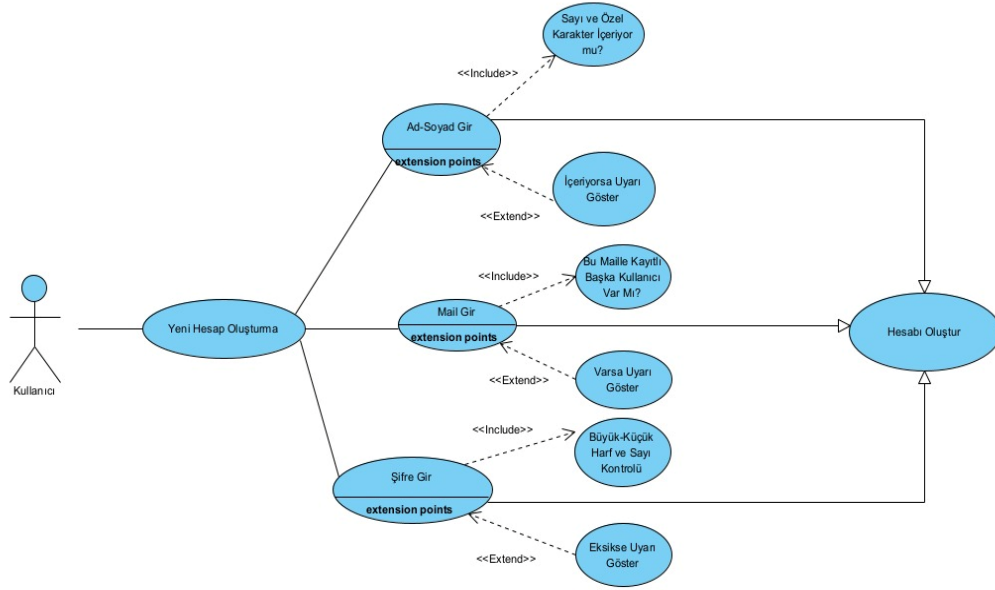 Sayı ve Özel
Karakter İçeriyor
mu?
<<Include>>
Ad-Soyad Gir
extension points
İçeriyorsa Uyarı
Göster
<<Extend>>
Bu Maille Kayıtlı
Başka Kullanıcı
Var Mı?
<<Include>>
Mail Gir
extension points
Yeni Hesap Oluşturma
Hesabı Oluştur
Varsa Uyarı
Göster
<<Extend>>
Kullanıcı
Büyük-Küçük
Harf ve Sayı
Kontrolü
<<Include>>
Şifre Gir
extension points
Eksikse Uyarı
Göster
<<Extend>>